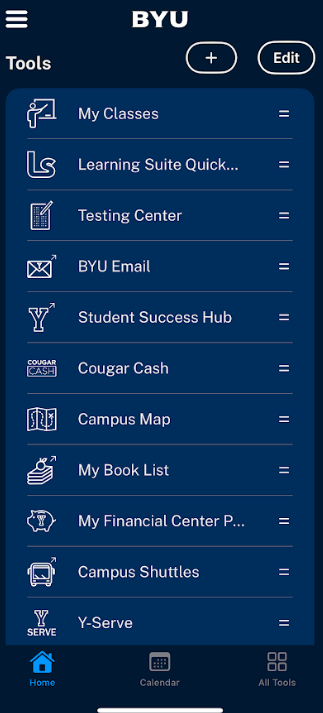 BYU
Tools
+
Edit
My Classes
LS Learning Suite Quick...
Testing Center
BYU Email
Y Student Success Hub
COUGAR CASH Cougar Cash
Campus Map
My Book List
Y My Financial Center P...
Campus Shuttles
Y SERVE Y-Serve
Home Calendar All Tools